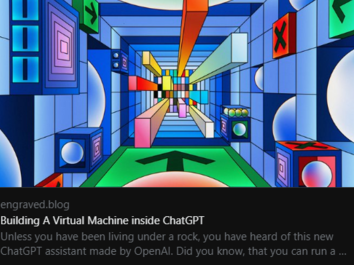 engraved.blog
Building A Virtual Machine inside ChatGPT
Unless you have been living under a rock, you have heard of this new
ChatGPT assistant made by OpenAI. Did you know, that you can run a ...